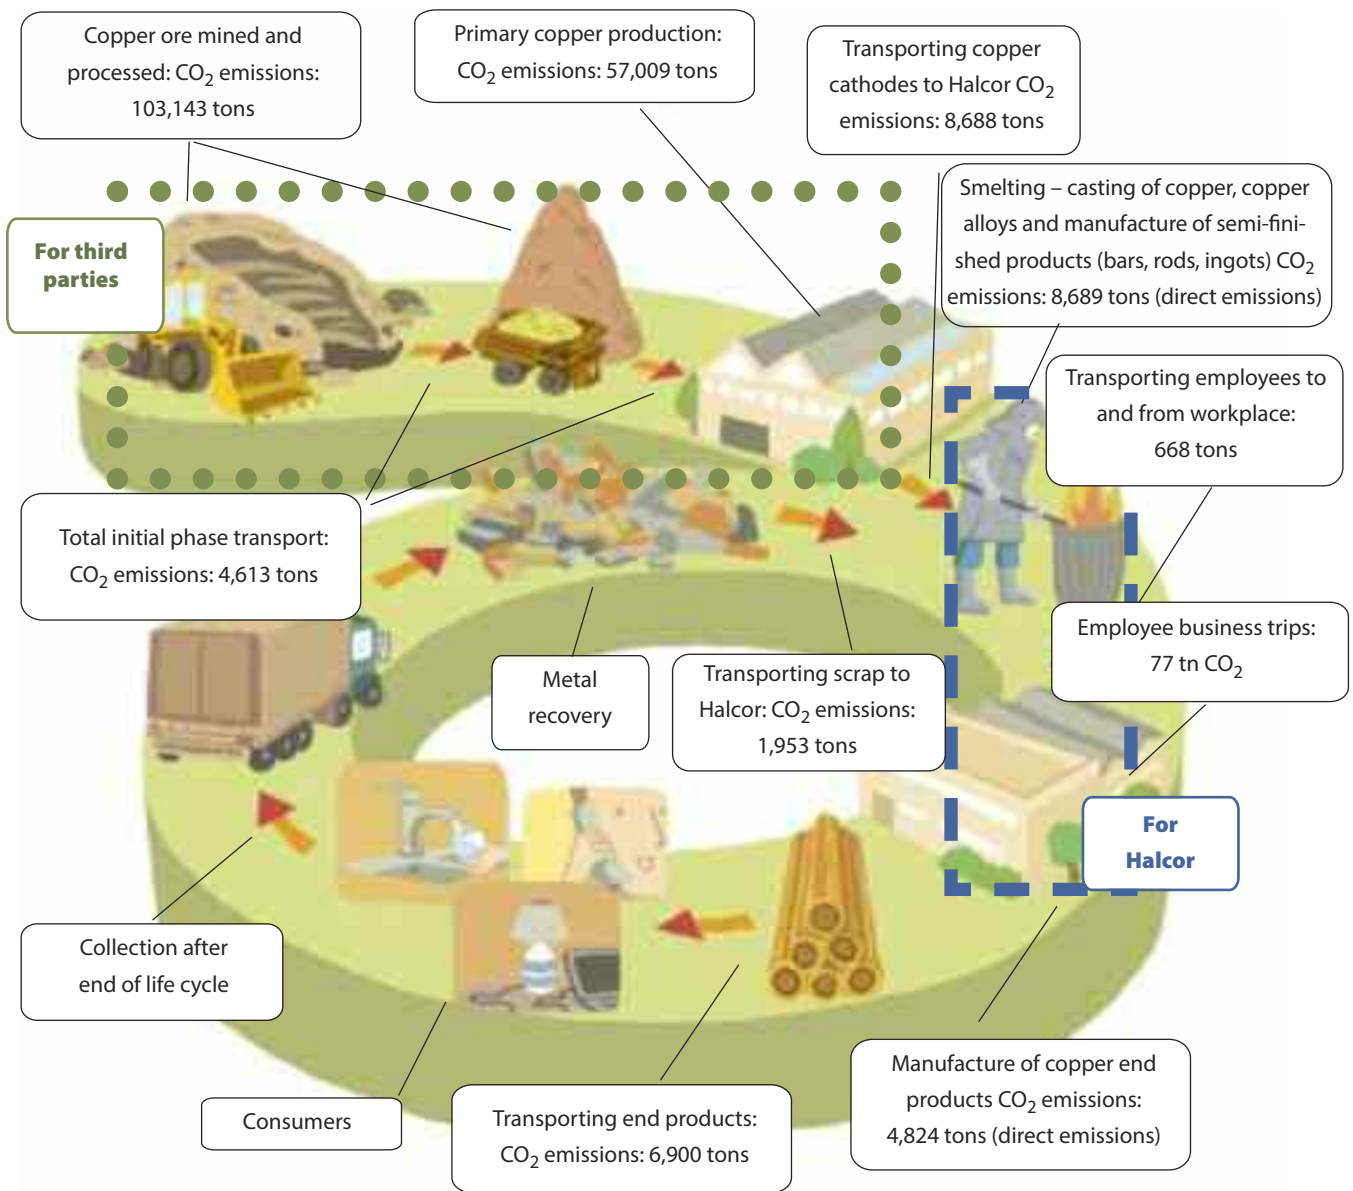 Copper ore mined and
processed: CO2 emissions:
103,143 tons
Primary copper production:
CO2 emissions: 57,009 tons
Transporting copper
cathodes to Halcor CO2
emissions: 8,688 tons
Smelting – casting of copper, copper
alloys and manufacture of semi-fini-
shed products (bars, rods, ingots) CO2
emissions: 8,689 tons (direct emissions)
For third
parties
Transporting employees to
and from workplace:
668 tons
Total initial phase transport:
CO2 emissions: 4,613 tons
Employee business trips:
77 tn CO2
Metal
recovery
Transporting scrap to
Halcor: CO2 emissions:
1,953 tons
For
Halcor
Collection after
end of life cycle
Manufacture of copper end
products CO2 emissions:
4,824 tons (direct emissions)
Consumers
Transporting end products:
CO2 emissions: 6,900 tons